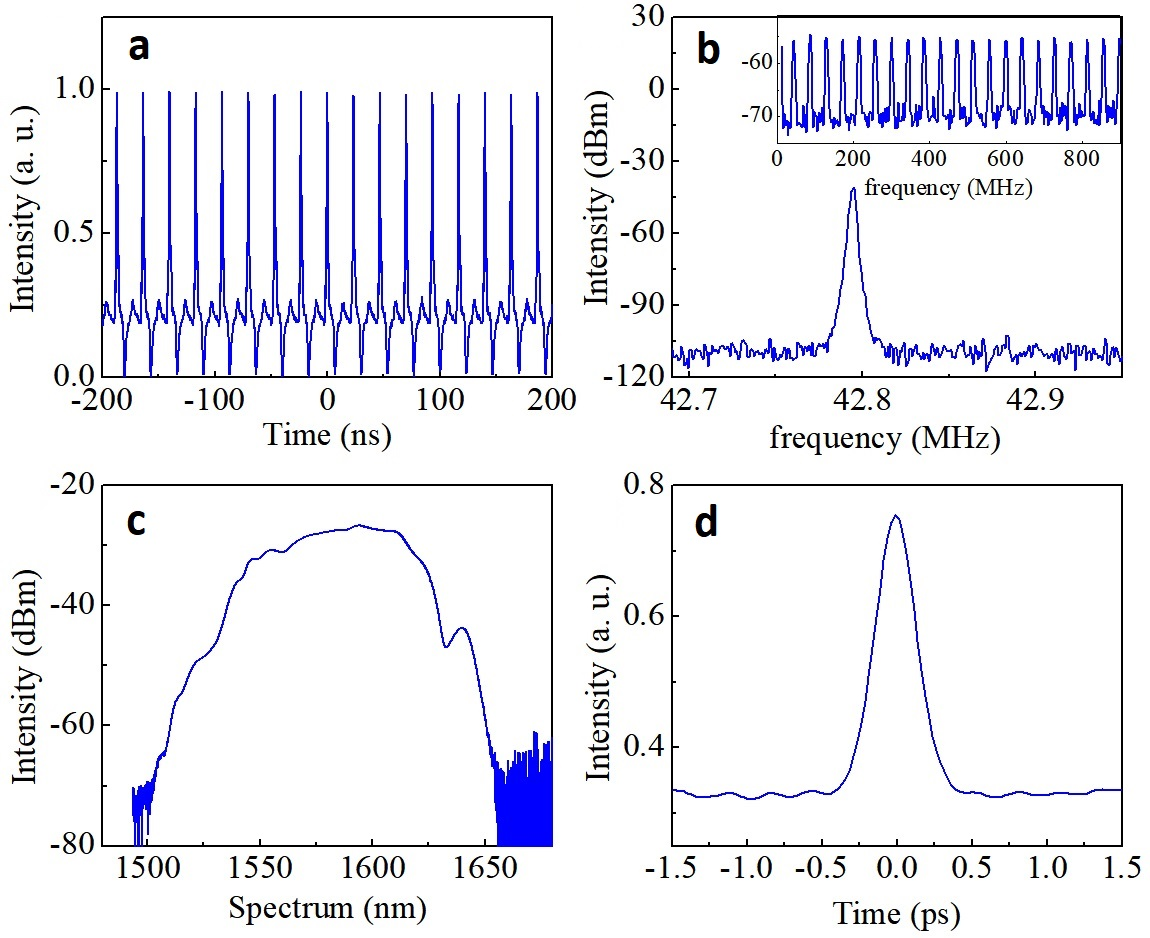 a
Intensity (a. u.)
1.0
0.5
0.0
-200 -100 0 100 200
Time (ns)
b
Intensity (dBm)
30
0
-30
-60
-90
-120
42.7 42.8 42.9
frequency (MHz)
-60
-70
0 200 400 600 800
frequency (MHz)
c
Intensity (dBm)
-20
-40
-60
-80
1500 1550 1600 1650
Spectrum (nm)
d
Intensity (a. u.)
0.8
0.6
0.4
-1.5 -1.0 -0.5 0.0 0.5 1.0 1.5
Time (ps)